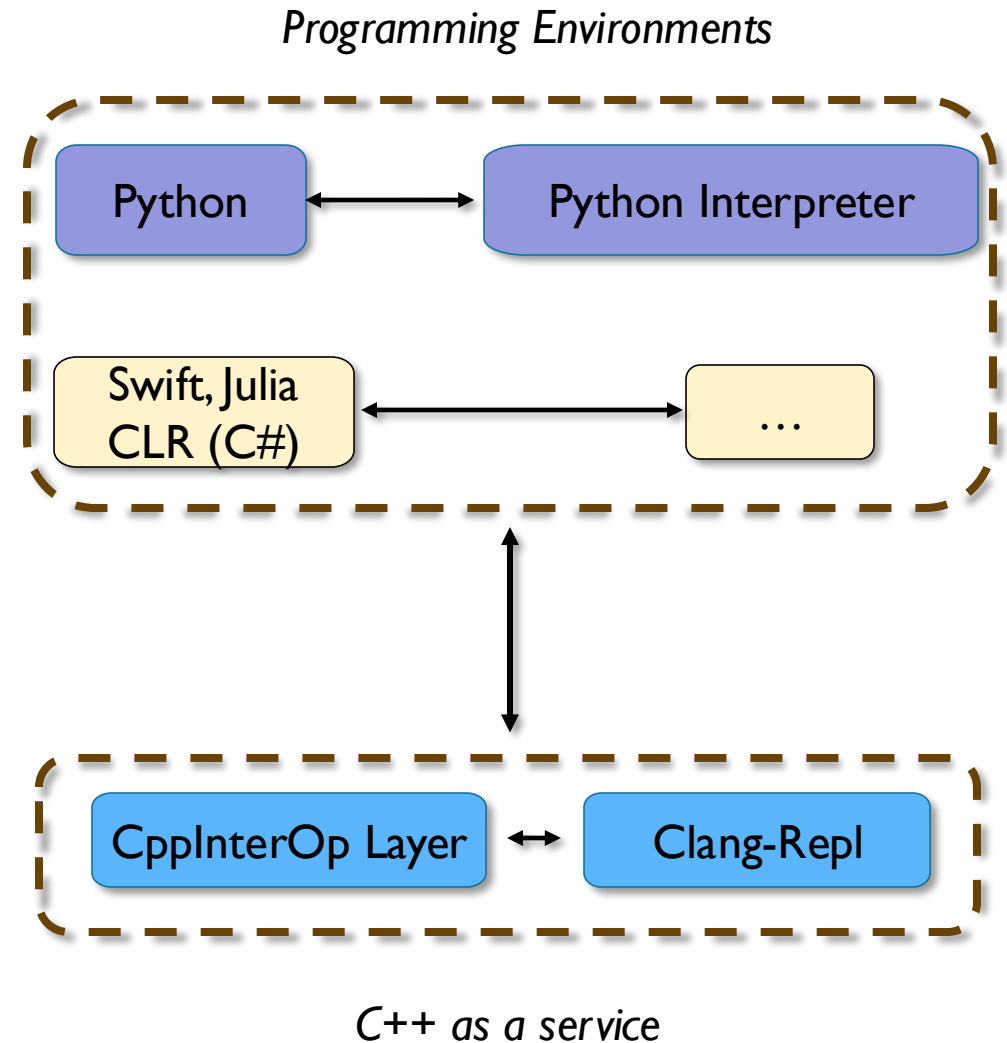 Programming Environments
Python
Python Interpreter
Swift, Julia
CLR (C#)
…
CppInterOp Layer
Clang-Repl
C++ as a service